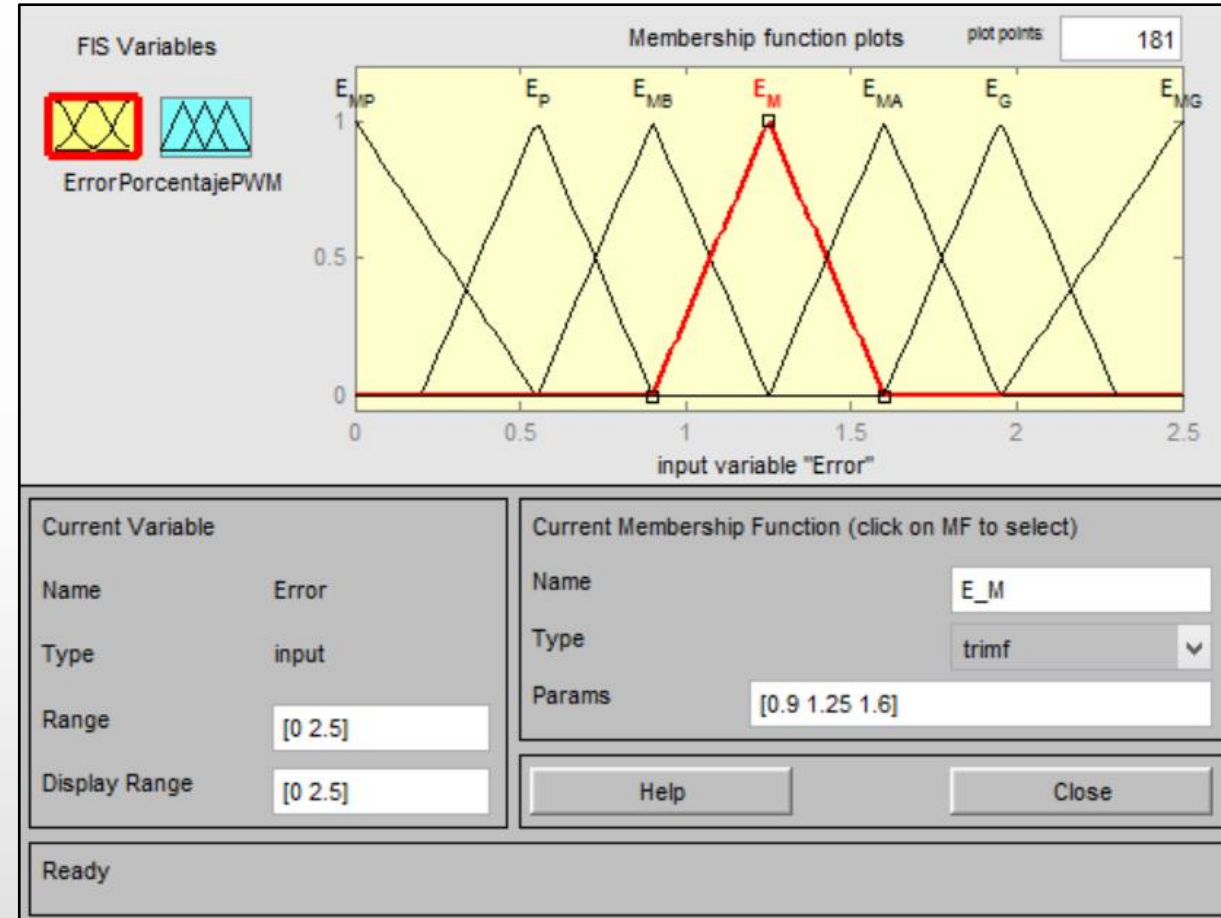 FIS Variables
Membership function plots
plot points:
181
E_MP
E_P
E_MB
E_M
E_MA
E_G
E_MG
1
0.5
0
0
0.5
1
1.5
2
2.5
ErrorPorcentajePWM
input variable "Error"
Current Variable
Name Error
Type input
Range [0 2.5]
Display Range [0 2.5]
Current Membership Function (click on MF to select)
Name E_M
Type trimf
Params [0.9 1.25 1.6]
Help
Close
Ready